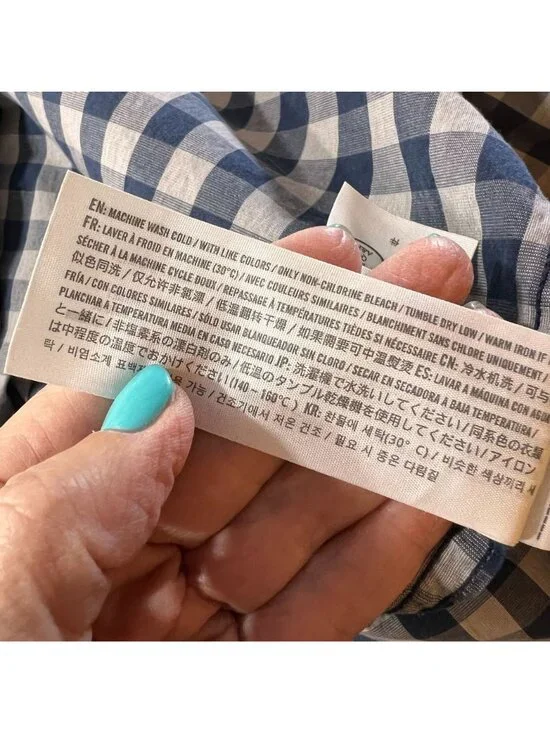 EN: MACHINE WASH COLD / WITH LIKE COLORS / ONLY NON-CHLORINE BLEACH / TUMBLE DRY LOW / WARM IRON IF
FR: LAVER À FROID EN MACHINE (30°C) / AVEC COULEURS SIMILAIRES / BLANCHIMENT SANS CHLORE UNIQUEMENT /
SÉCHER À LA MACHINE CYCLE DOUX / REPASSAGE À TEMPÉRATURES TIÈDES SI NÉCESSAIRE CN: 冷水机洗 / 可与
似色同洗 / 仅允许非氯漂 / 低温翻转干燥 / 如果需要可中温熨烫 ES: LAVAR A MÁQUINA CON AGUA
FRÍA / CON COLORES SIMILARES / SÓLO USAR BLANQUEADOR SIN CLORO / SECAR EN SECADORA A BAJA TEMPERATURA /
PLANCHAR A TEMPERATURA MEDIA EN CASO NECESARIO JP: 洗濯機で水洗いしてください / 同系色の衣服
と一緒に / 非塩素系の漂白剤のみ / 低温のタンブル乾燥機を使用してください / アイロン
は中程度の温度でおかけください (140 - 160°C) KR: 찬물에 세탁(30°C) / 비슷한 색상끼리 세
탁 / 비염소계 표백 가능 / 건조기에서 저온 건조 / 필요 시 중온 다림질